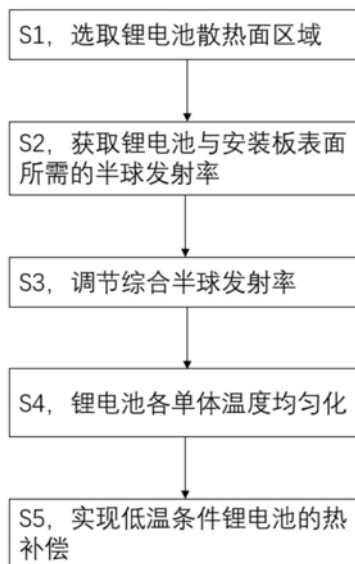 S1，选取锂电池散热面区域
S2，获取锂电池与安装板表面
所需的半球发射率
S3，调节综合半球发射率
S4，锂电池各单体温度均匀化
S5，实现低温条件锂电池的热
补偿